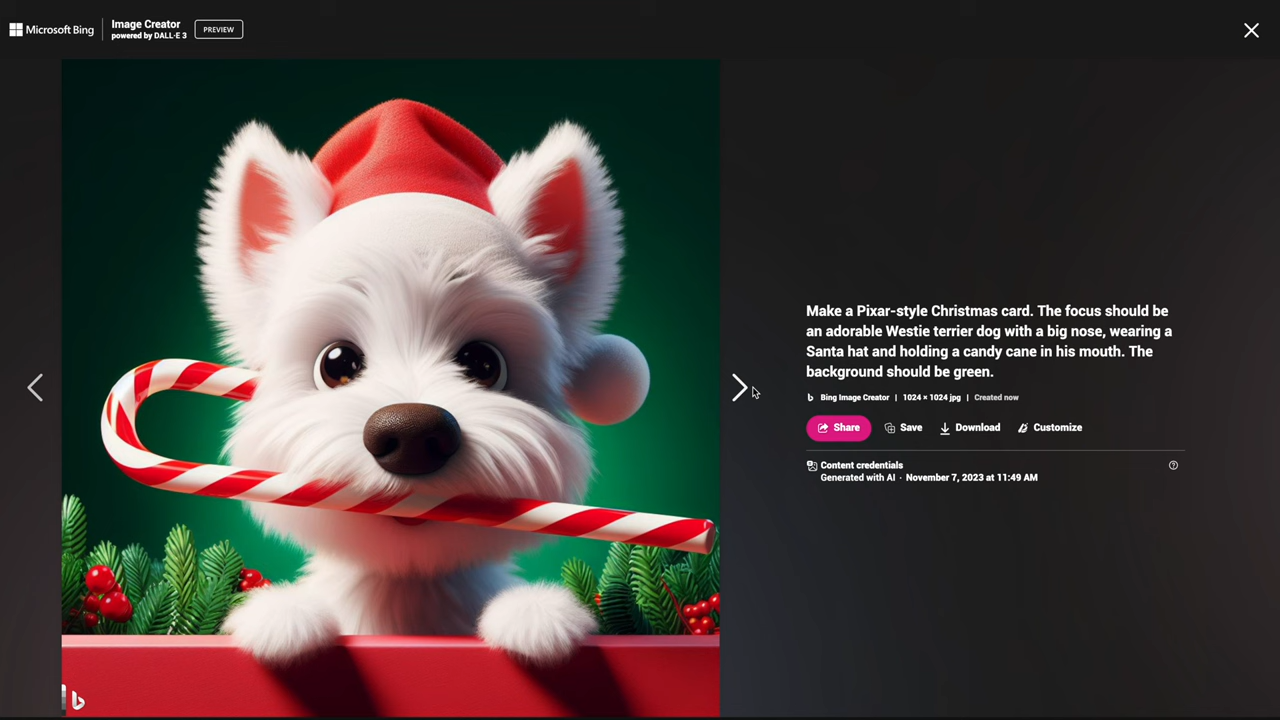 Microsoft Bing
Image Creator
powered by DALL·E 3
PREVIEW
Make a Pixar-style Christmas card. The focus should be
an adorable Westie terrier dog with a big nose, wearing a
Santa hat and holding a candy cane in his mouth. The
background should be green.
Bing Image Creator | 1024 × 1024 jpg | Created now
Share Save Download Customize
Content credentials
Generated with AI · November 7, 2023 at 11:49 AM